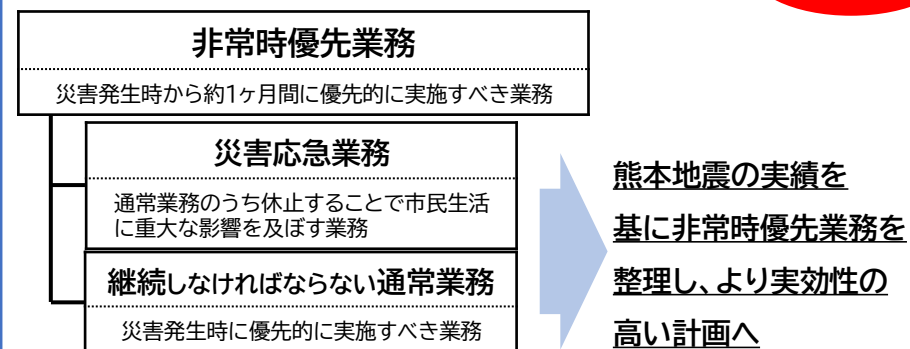 非常時優先業務
災害発生時から約1ヶ月間に優先的に実施すべき業務
災害応急業務
通常業務のうち休止することで市民生活
に重大な影響を及ぼす業務
継続しなければならない通常業務
災害発生時に優先的に実施すべき業務
熊本地震の実績を
基に非常時優先業務を
整理し、より実効性の
高い計画へ